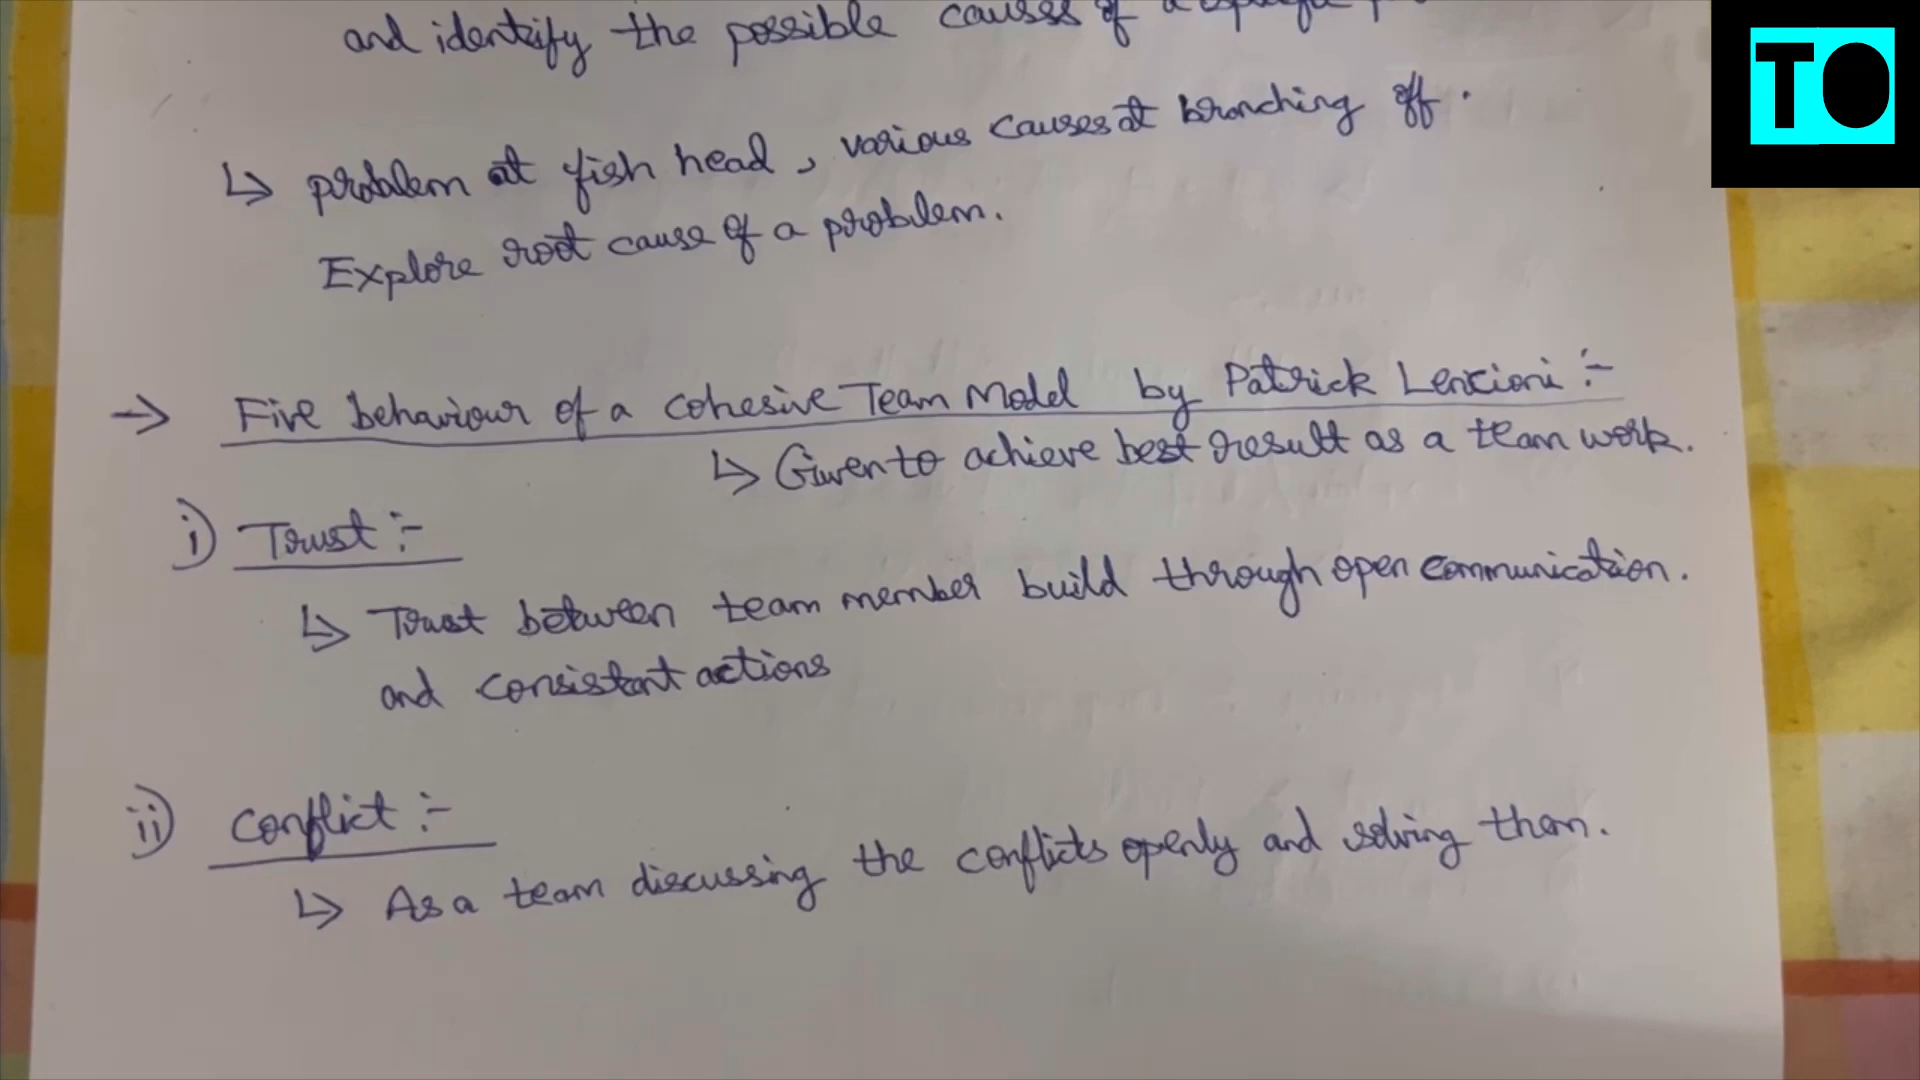 and identify the possible causes of a
↳ problem at fish head, various causes at branching off.
Explore root cause of a problem.
→ Five behaviour of a cohesive Team Model by Patrick Lencioni :-
↳ Given to achieve best result as a team work.
i) Trust :-
↳ Trust between team member build through open communication.
and consistent actions
ii) Conflict :-
↳ As a team discussing the conflicts openly and solving them.
TO